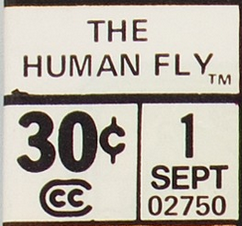 THE
HUMAN FLY™
30¢
CC
1
SEPT
02750